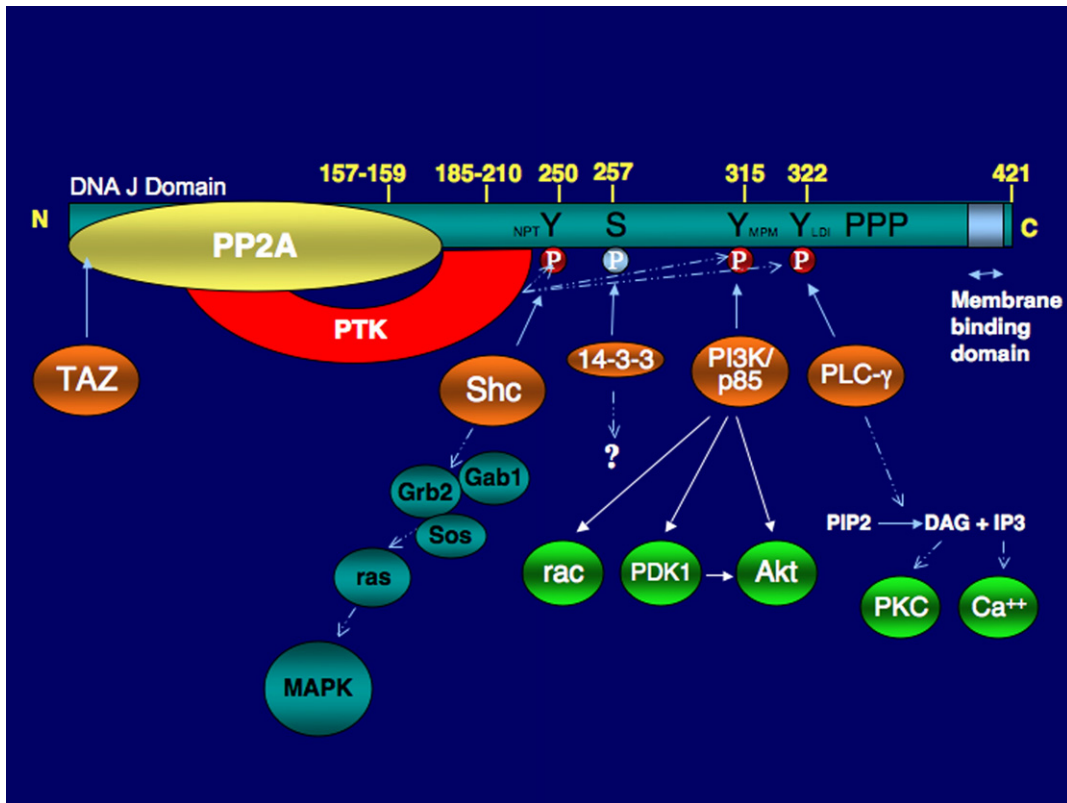 157-159 185-210 250 257 315 322 421
DNA J Domain
N
PP2A
NPT Y S Y MPM Y LDI PPP
C
P P P P
PTK
Membrane
binding
domain
TAZ
Shc
14-3-3
PI3K/
p85
PLC-γ
?
Grb2
Gab1
Sos
PIP2 DAG + IP3
ras
rac
PDK1
Akt
PKC
Ca++
MAPK